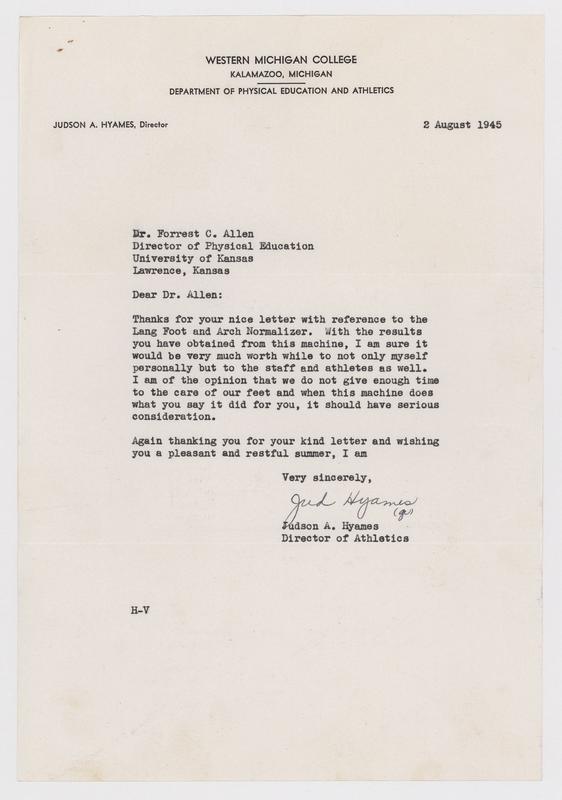 WESTERN MICHIGAN COLLEGE
KALAMAZOO, MICHIGAN
DEPARTMENT OF PHYSICAL EDUCATION AND ATHLETICS
JUDSON A. HYAMES, Director
2 August 1945
Dr. Forrest C. Allen
Director of Physical Education
University of Kansas
Lawrence, Kansas
Dear Dr. Allen:
Thanks for your nice letter with reference to the
Lang Foot and Arch Normalizer. With the results
you have obtained from this machine, I am sure it
would be very much worth while to not only myself
personally but to the staff and athletes as well.
I am of the opinion that we do not give enough time
to the care of our feet and when this machine does
what you say it did for you, it should have serious
consideration.
Again thanking you for your kind letter and wishing
you a pleasant and restful summer, I am
Very sincerely,
Jud Hyames
Judson A. Hyames
Director of Athletics
H-V